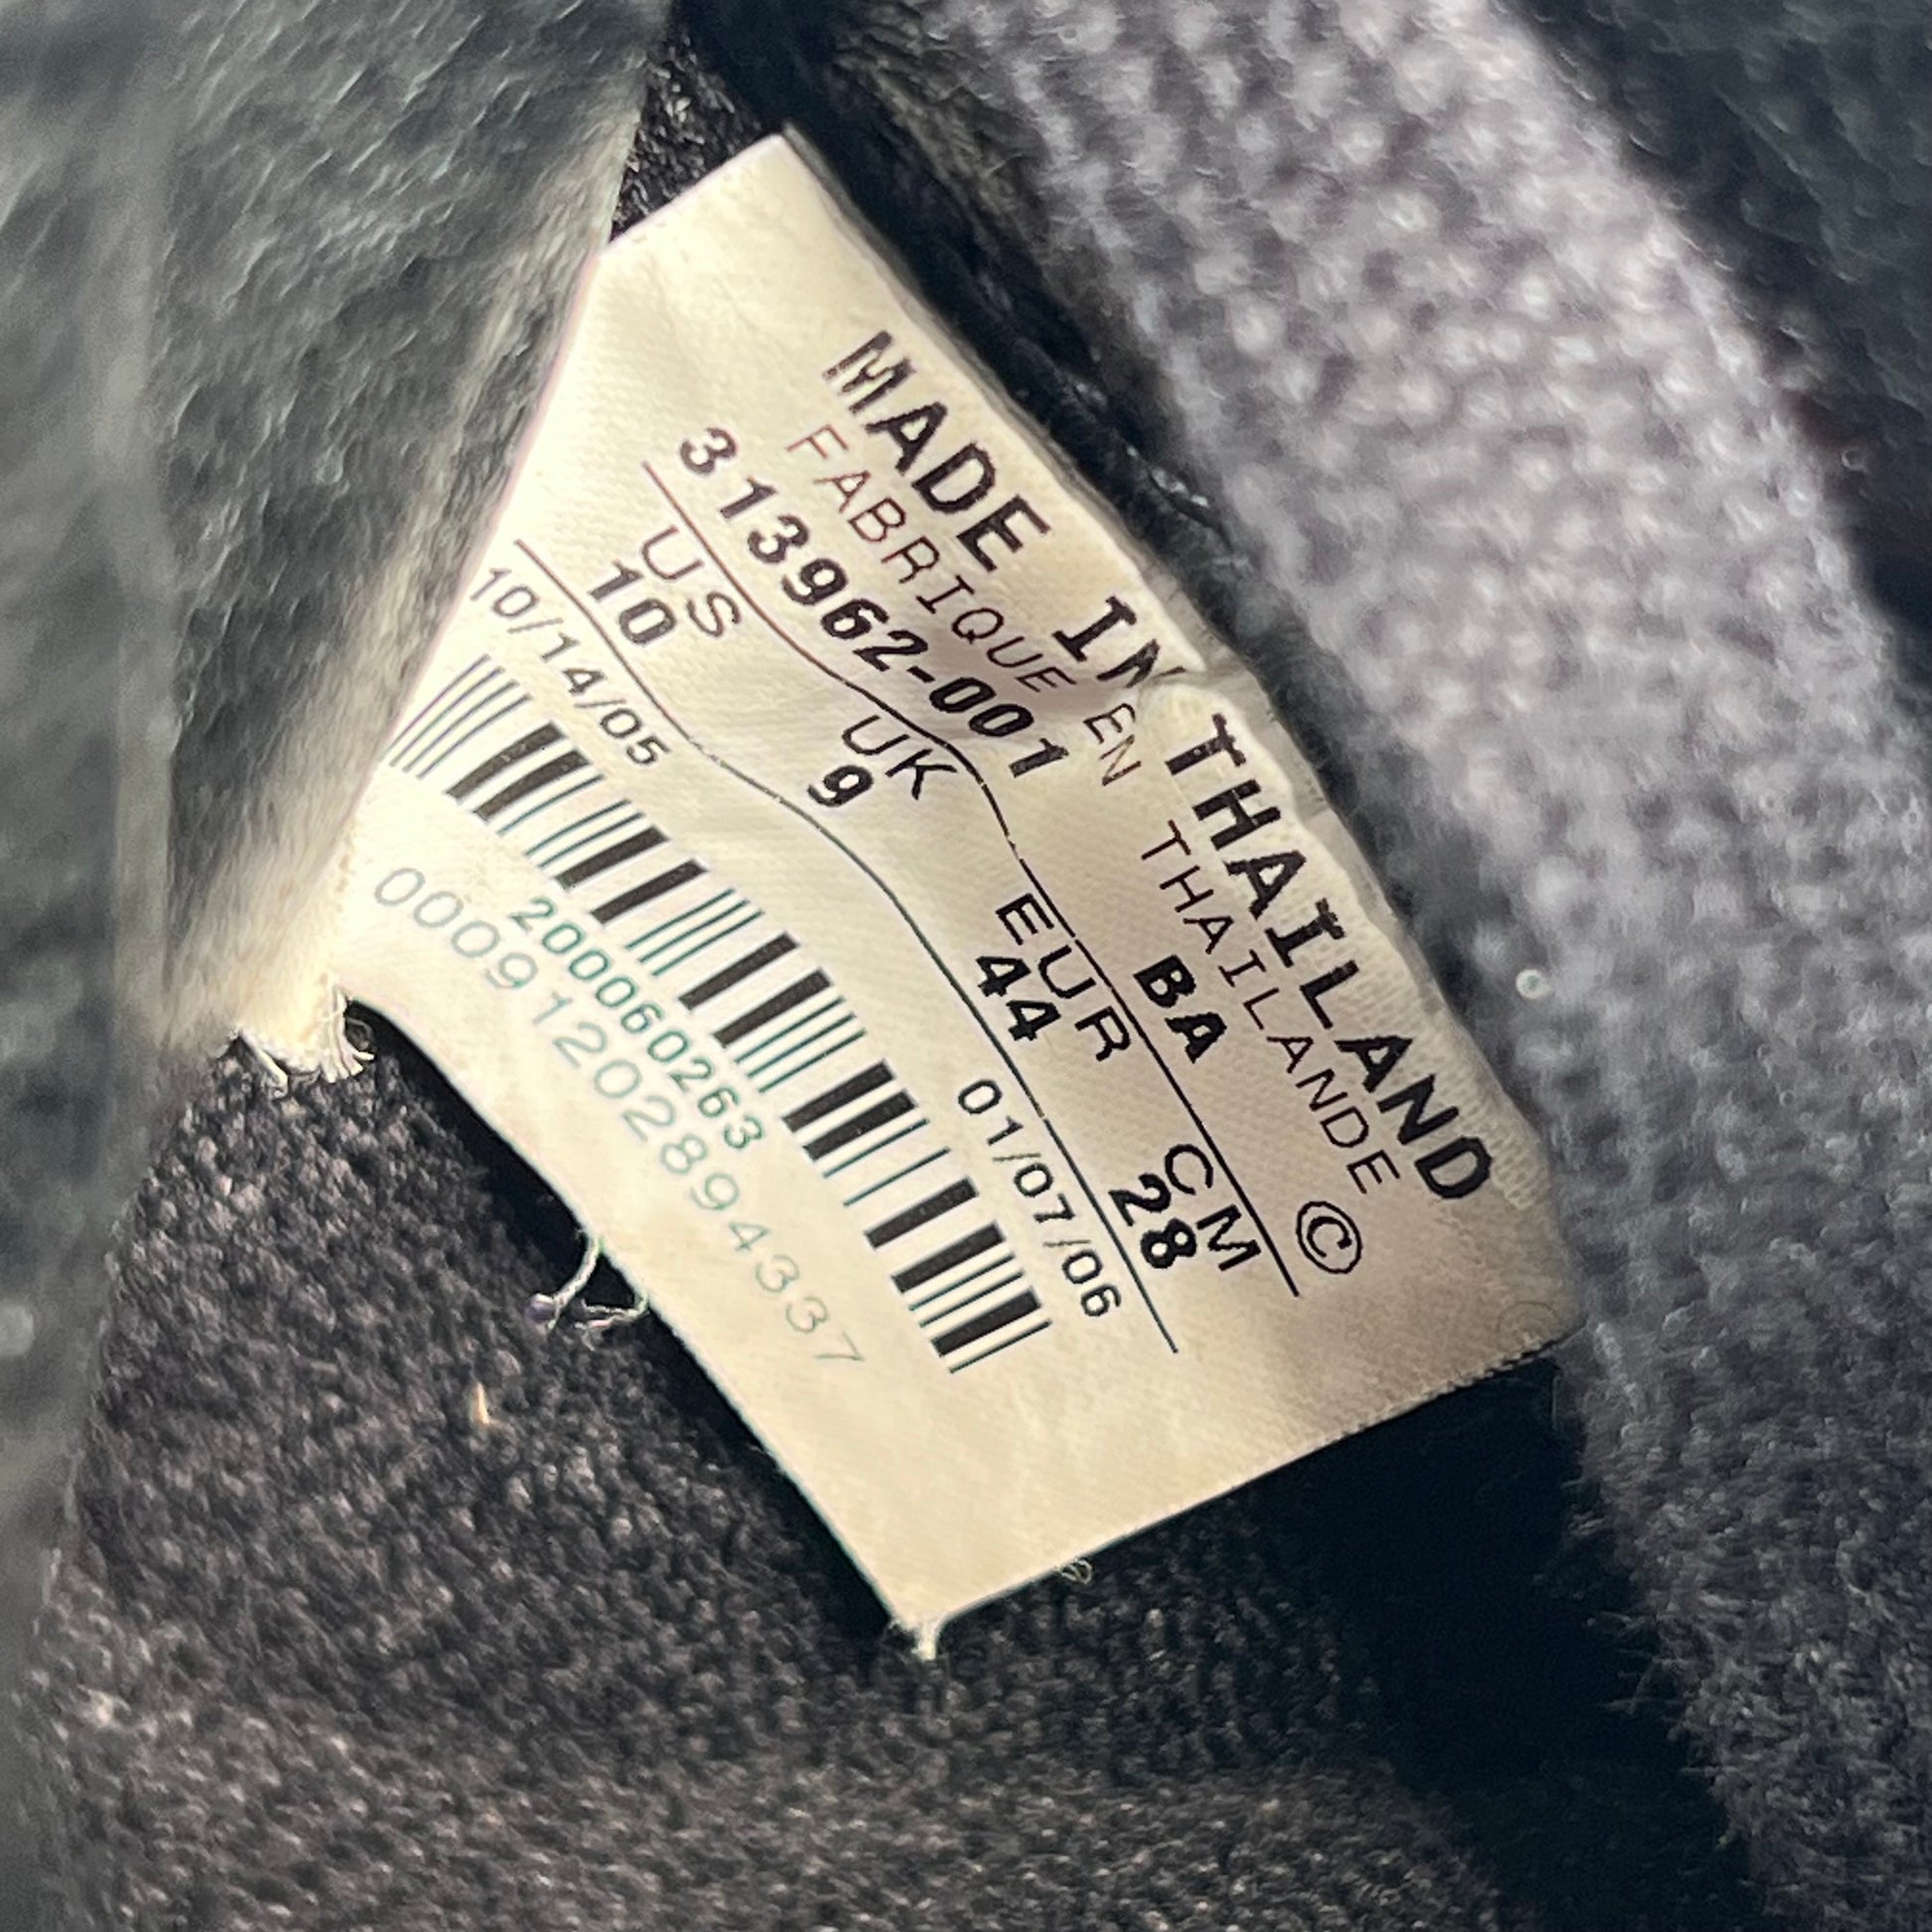 MADE IN THAILAND
FABRIQUE EN THAILANDE
313962-001 BA ©
US UK EUR CM
10 9 44 28
10/14/05 01/07/06
200060263
00091202894337